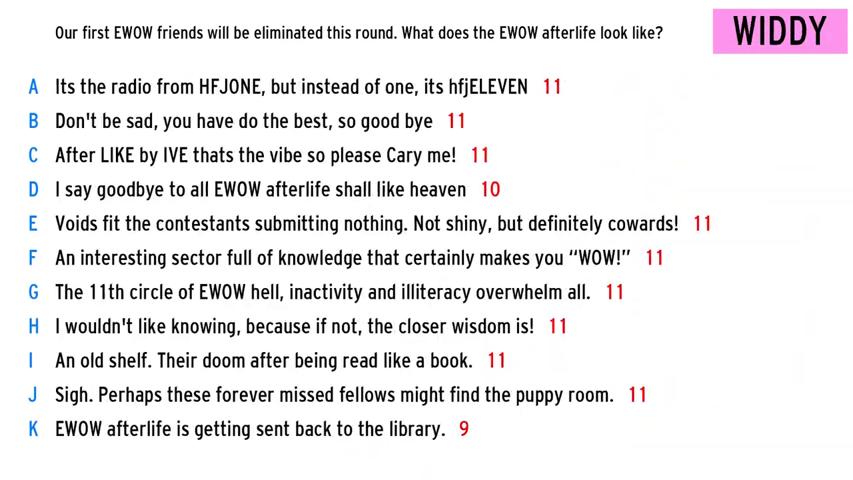 Our first EWOW friends will be eliminated this round. What does the EWOW afterlife look like?
WIDDY
A Its the radio from HFJONE, but instead of one, its hfjELEVEN 11
B Don't be sad, you have do the best, so good bye 11
C After LIKE by IVE thats the vibe so please Cary me! 11
D I say goodbye to all EWOW afterlife shall like heaven 10
E Voids fit the contestants submitting nothing. Not shiny, but definitely cowards! 11
F An interesting sector full of knowledge that certainly makes you “WOW!” 11
G The 11th circle of EWOW hell, inactivity and illiteracy overwhelm all. 11
H I wouldn't like knowing, because if not, the closer wisdom is! 11
I An old shelf. Their doom after being read like a book. 11
J Sigh. Perhaps these forever missed fellows might find the puppy room. 11
K EWOW afterlife is getting sent back to the library. 9